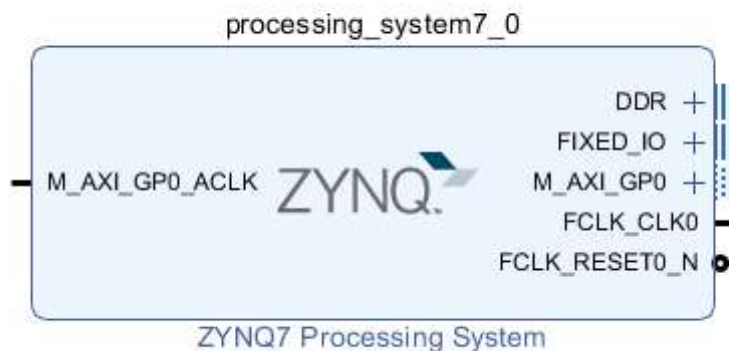 processing_system7_0
DDR
FIXED_IO
M_AXI_GP0_ACLK
ZYNQ
M_AXI_GP0
FCLK_CLK0
FCLK_RESET0_N
ZYNQ7 Processing System